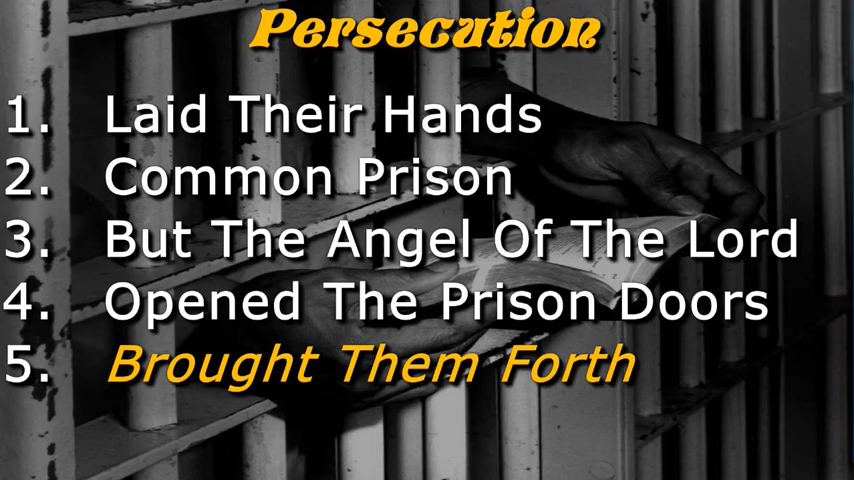 Persecution
1. Laid Their Hands
2. Common Prison
3. But The Angel Of The Lord
4. Opened The Prison Doors
5. Brought Them Forth